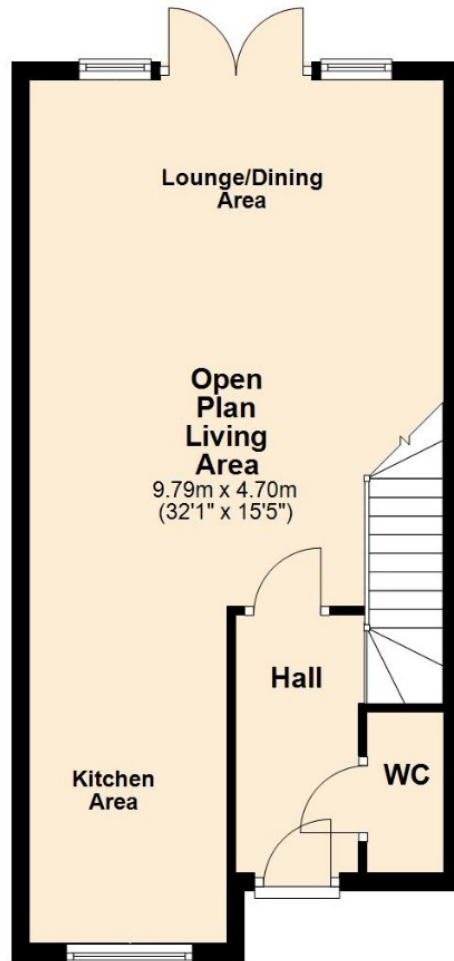 Lounge/Dining
Area
Open
Plan
Living
Area
9.79m x 4.70m
(32'1" x 15'5")
Hall
WC
Kitchen
Area